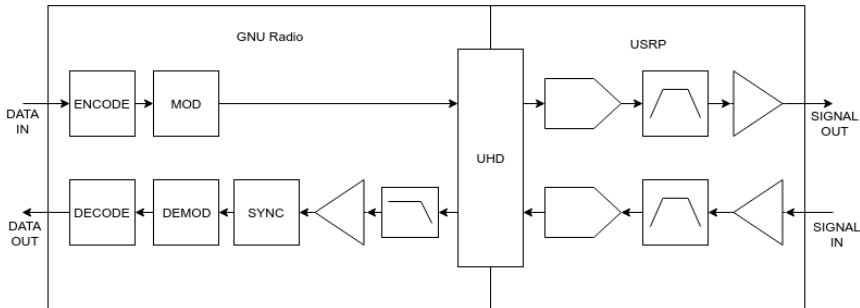 GNU Radio
USRP
DATA
IN
ENCODE
MOD
UHD
SIGNAL
OUT
DATA
OUT
DECODE
DEMOD
SYNC
SIGNAL
IN